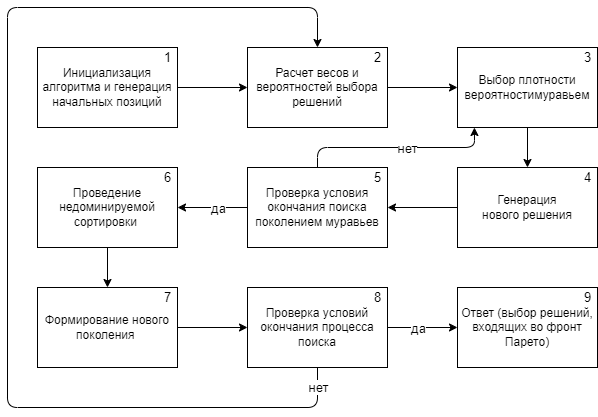 1
Инициализация
алгоритма и генерация
начальных позиций
2
Расчет весов и
вероятностей выбора
решений
3
Выбор плотности
вероятностимуравьем
нет
6
Проведение
недоминируемой
сортировки
да
5
Проверка условия
окончания поиска
поколением муравьев
4
Генерация
нового решения
7
Формирование нового
поколения
8
Проверка условий
окончания процесса
поиска
да
9
Ответ (выбор решений,
входящих во фронт
Парето)
нет